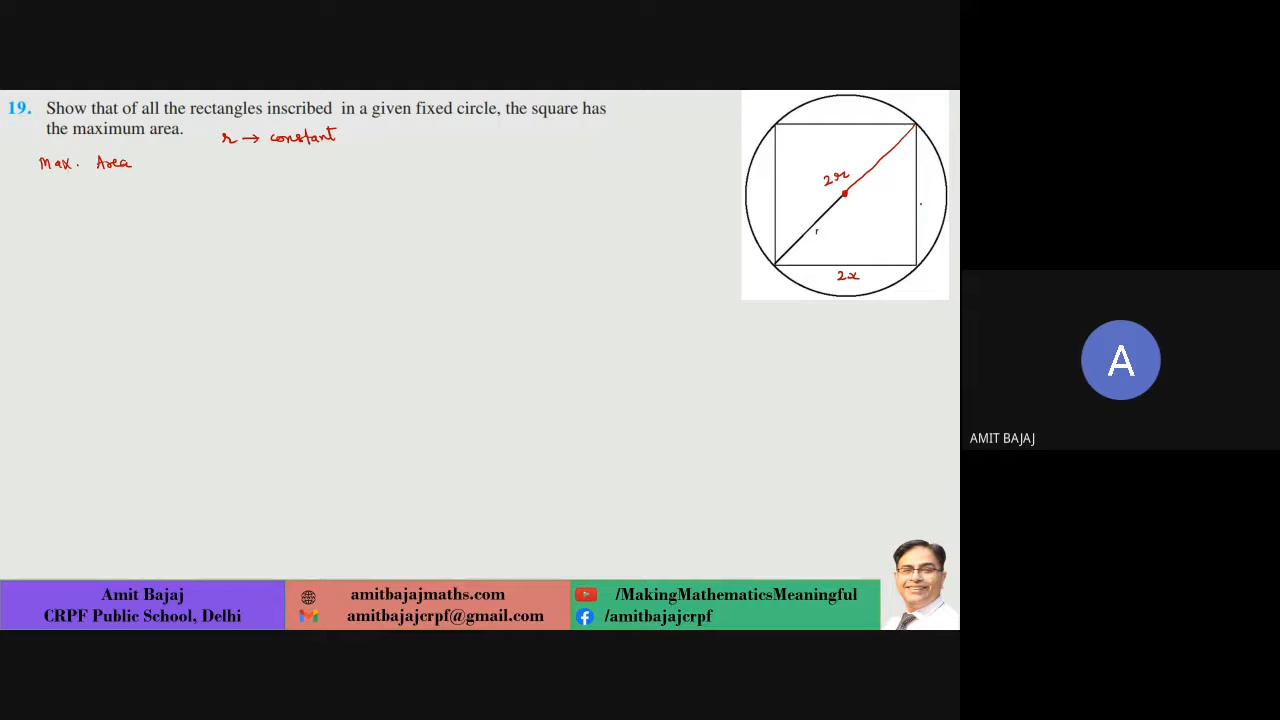 19. Show that of all the rectangles inscribed in a given fixed circle, the square has
the maximum area.
r → constant
Max. Area
2r
r
2x
A
AMIT BAJAJ
Amit Bajaj
CRPF Public School, Delhi
amitbajajmaths.com
amitbajajcrpf@gmail.com
/MakingMathematicsMeaningful
/amitbajajcrpf